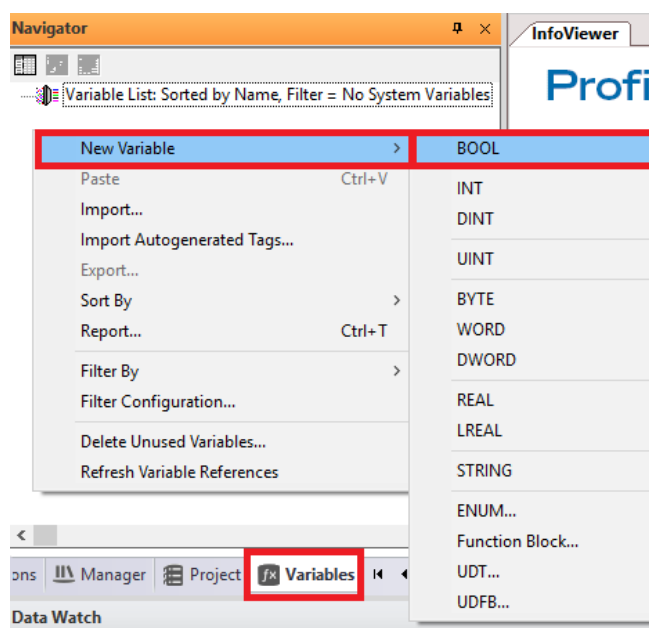 Navigator
InfoViewer
Profi
Variable List: Sorted by Name, Filter = No System Variables
New Variable
Paste Ctrl+V
Import...
Import Autogenerated Tags...
Export...
Sort By
Report... Ctrl+T
Filter By
Filter Configuration...
Delete Unused Variables...
Refresh Variable References
BOOL
INT
DINT
UINT
BYTE
WORD
DWORD
REAL
LREAL
STRING
ENUM...
Function Block...
UDT...
UDFB...
ons Manager Project fx Variables
Data Watch